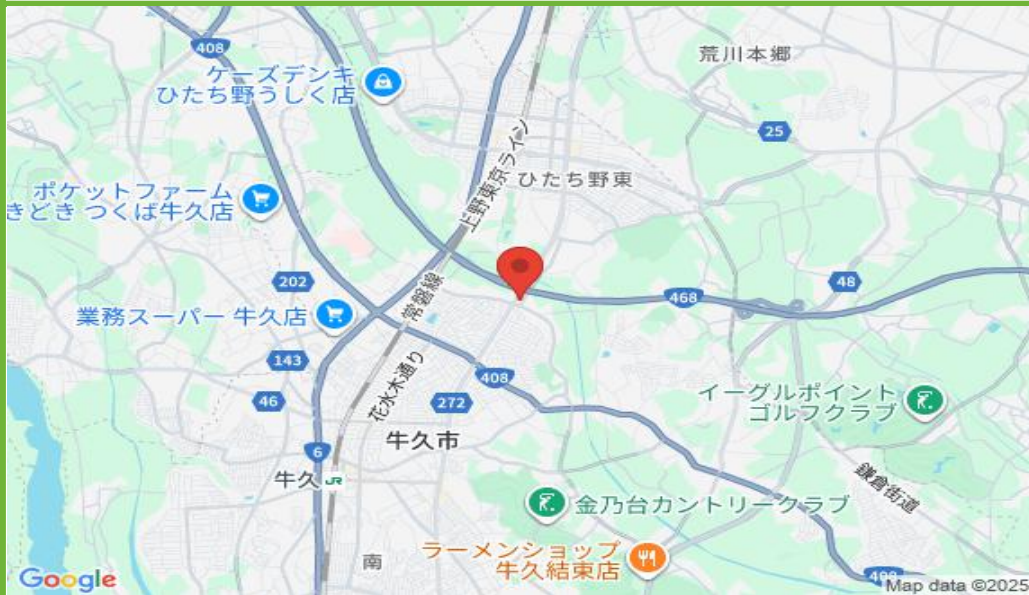 408
荒川本郷
ケーズデンキ
ひたち野うしく店
25
上野東京ライン
ひたち野東
ポケットファーム
きどき つくば牛久店
202
常磐線
468
48
業務スーパー 牛久店
143
花水木通り
408
46
272
イーグルポイント
ゴルフクラブ
牛久市
6
牛久
JR
鎌倉街道
金乃台カントリークラブ
ラーメンショップ
牛久結束店
南
408
Google
Map data ©2025